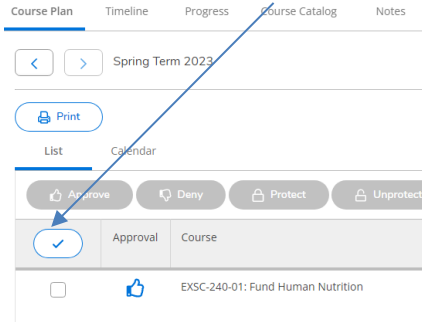 Course Plan Timeline Progress Course Catalog Notes
Spring Term 2023
Print
List Calendar
Approve Deny Protect Unprotect
Approval Course
EXSC-240-01: Fund Human Nutrition